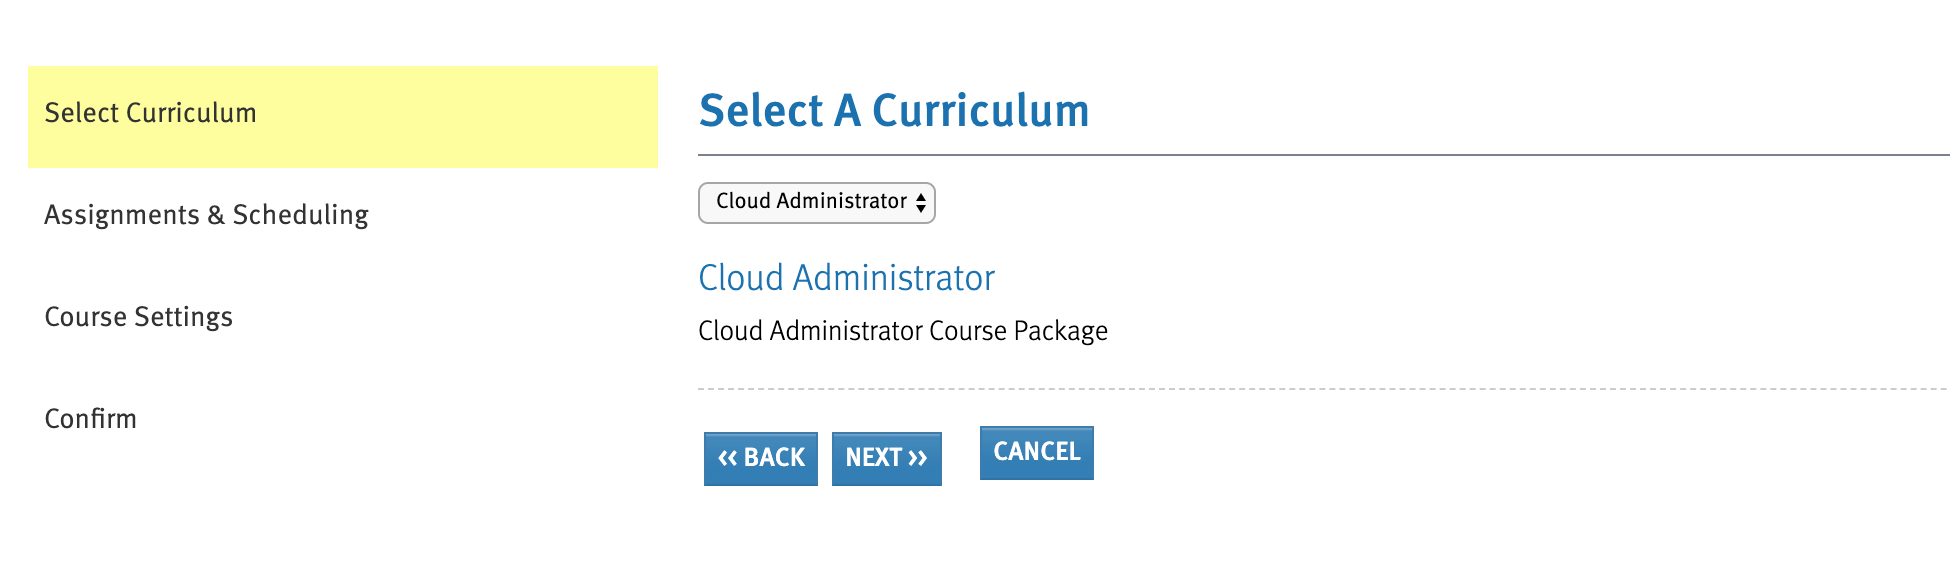 Select Curriculum
Assignments & Scheduling
Course Settings
Confirm
Select A Curriculum
Cloud Administrator
Cloud Administrator
Cloud Administrator Course Package
<< BACK
NEXT >>
CANCEL